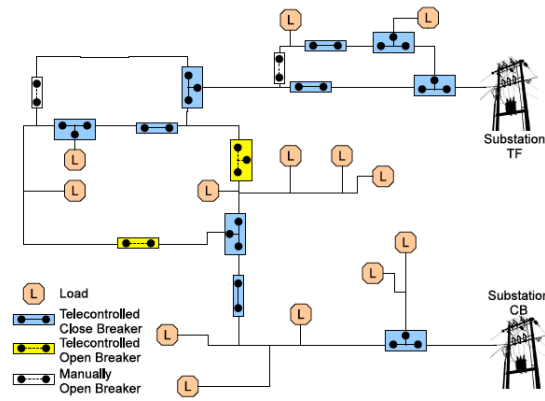 L
L
Substation
TF
L
L
L
L
L
L
L
L
L
Load
Telecontrolled
Close Breaker
Telecontrolled
Open Breaker
Manually
Open Breaker
L
L
L
Substation
CB